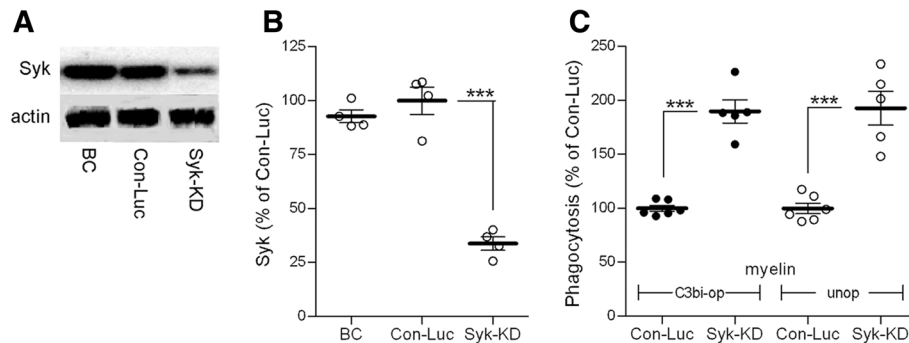 A
Syk
actin
BC
Con-Luc
Syk-KD
B
Syk (% of Con-Luc)
125
100
75
50
25
0
***
BC
Con-Luc
Syk-KD
C
Phagocytosis (% of Con-Luc)
250
200
150
100
50
0
***
***
myelin
C3bi-op
unop
Con-Luc
Syk-KD
Con-Luc
Syk-KD